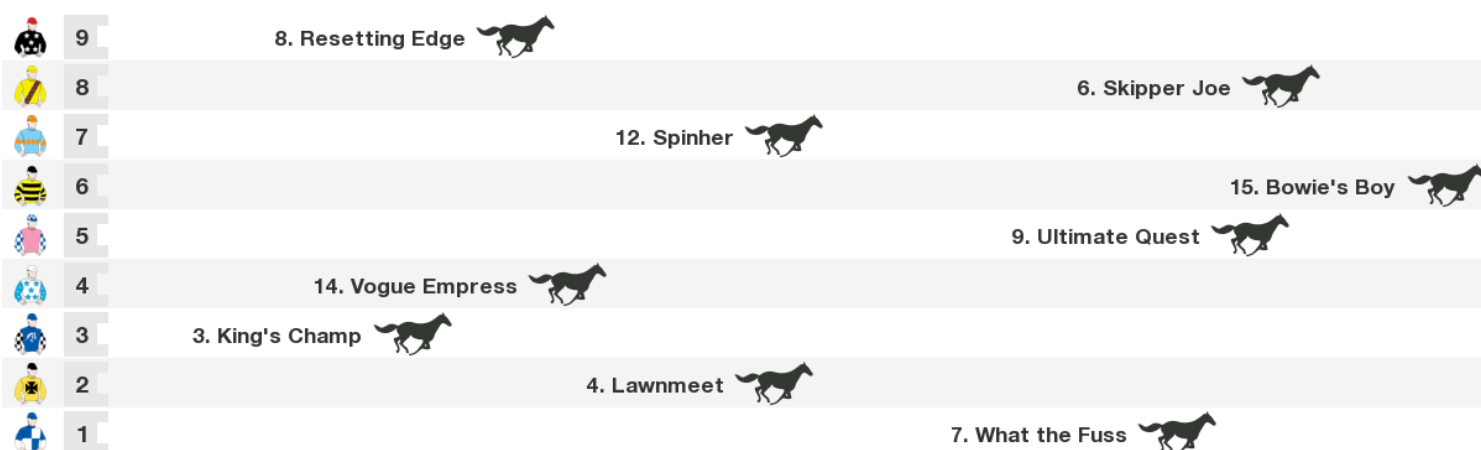 9 8. Resetting Edge
8 6. Skipper Joe
7 12. Spinher
6 15. Bowie's Boy
5 9. Ultimate Quest
4 14. Vogue Empress
3 3. King's Champ
2 4. Lawnmeet
1 7. What the Fuss